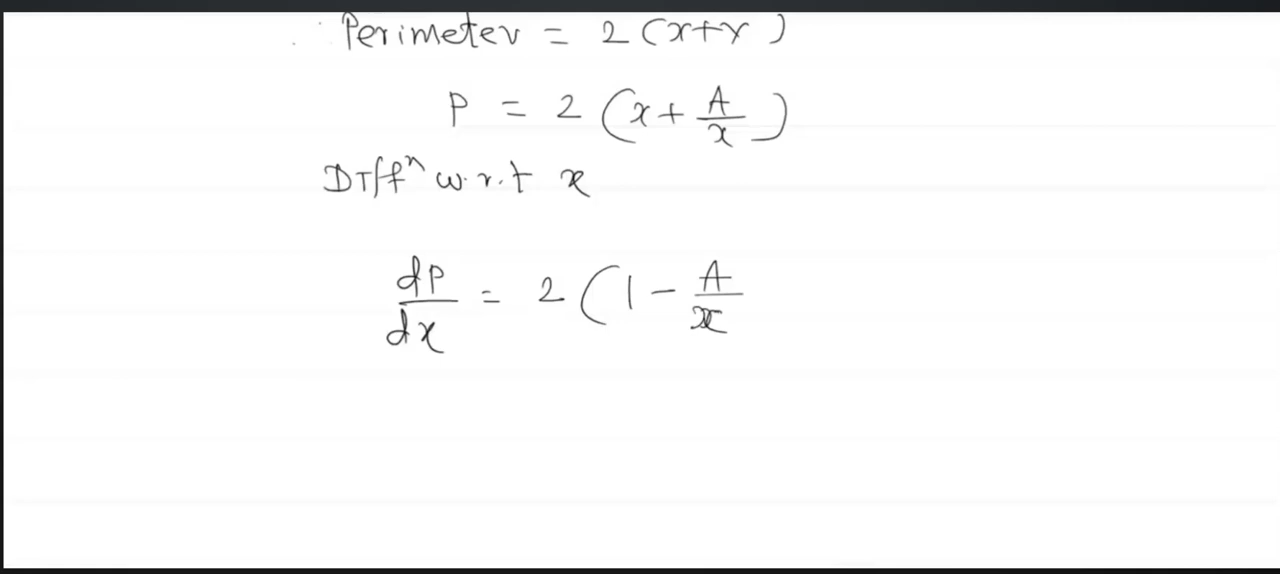 Perimeter = 2(x+y)
P = 2(x+A/x)
Diffⁿ w.r.t x
dP/dx = 2(1-A/x